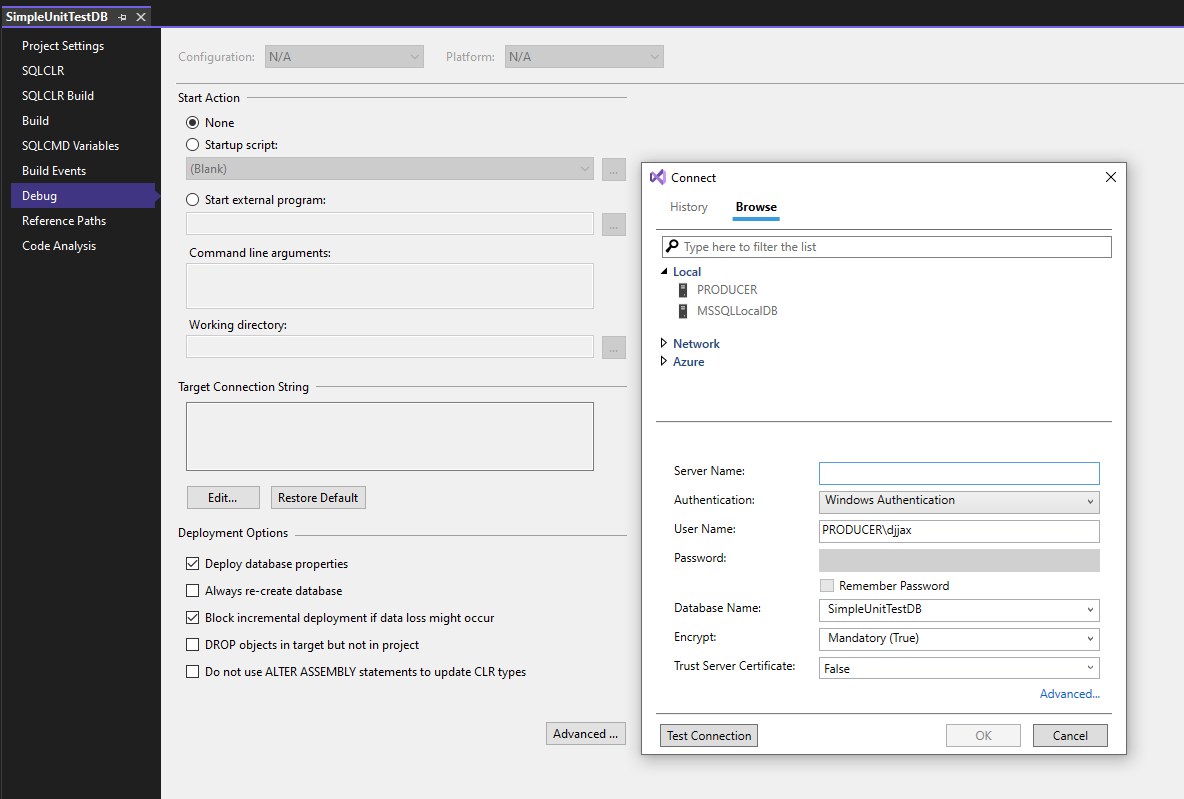 SimpleUnitTestDB
Project Settings
SQLCLR
SQLCLR Build
Build
SQLCMD Variables
Build Events
Debug
Reference Paths
Code Analysis
Configuration: N/A Platform: N/A
Start Action
None
Startup script:
(Blank) ...
Start external program:
...
Command line arguments:
Working directory:
...
Target Connection String
Edit... Restore Default
Deployment Options
Deploy database properties
Always re-create database
Block incremental deployment if data loss might occur
DROP objects in target but not in project
Do not use ALTER ASSEMBLY statements to update CLR types
Advanced ...
Connect
History Browse
Type here to filter the list
Local
PRODUCER
MSSQLLocalDB
Network
Azure
Server Name:
Authentication: Windows Authentication
User Name: PRODUCER\djjax
Password:
Remember Password
Database Name: SimpleUnitTestDB
Encrypt: Mandatory (True)
Trust Server Certificate: False
Advanced...
Test Connection OK Cancel